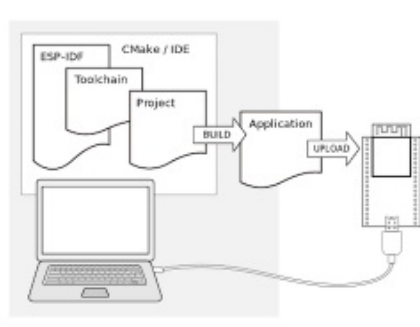 ESP-IDF
CMake / IDE
Toolchain
Project
BUILD
Application
UPLOAD